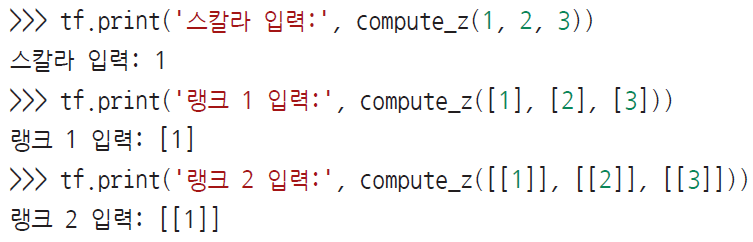 >>> tf.print('스칼라 입력:', compute_z(1, 2, 3))
스칼라 입력: 1
>>> tf.print('랭크 1 입력:', compute_z([1], [2], [3]))
랭크 1 입력: [1]
>>> tf.print('랭크 2 입력:', compute_z([[1]], [[2]], [[3]]))
랭크 2 입력: [[1]]